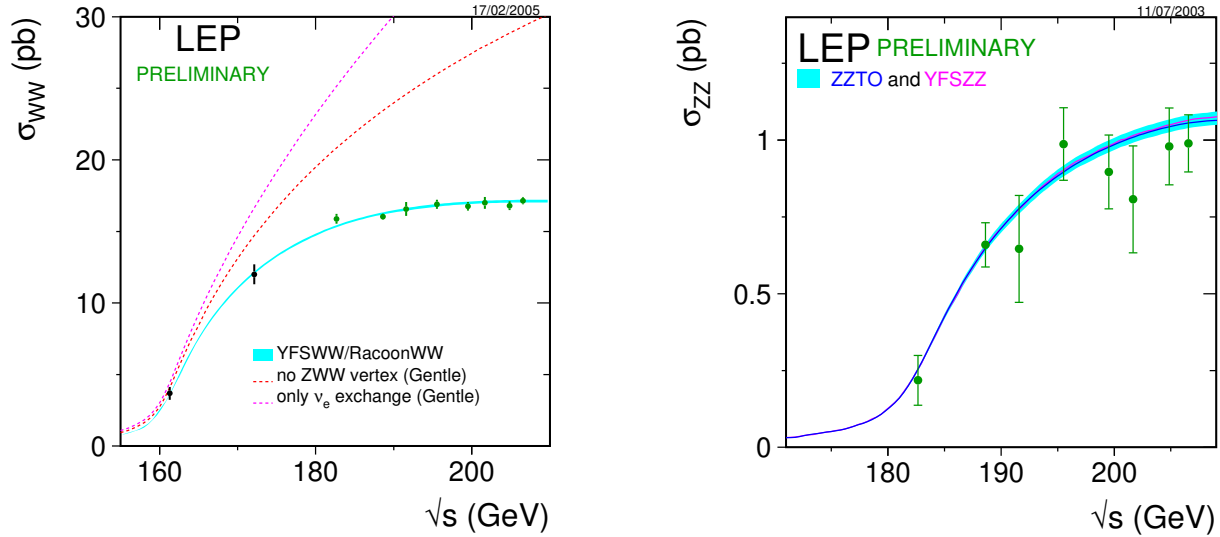 17/02/2005
LEP
PRELIMINARY
σWW (pb)
30
20
10
0
YFSWW/RacoonWW
no ZWW vertex (Gentle)
only νe exchange (Gentle)
160
180
200
√s (GeV)
11/07/2003
LEP PRELIMINARY
ZZTO and YFSZZ
σZZ (pb)
1
0.5
0
180
190
200
√s (GeV)